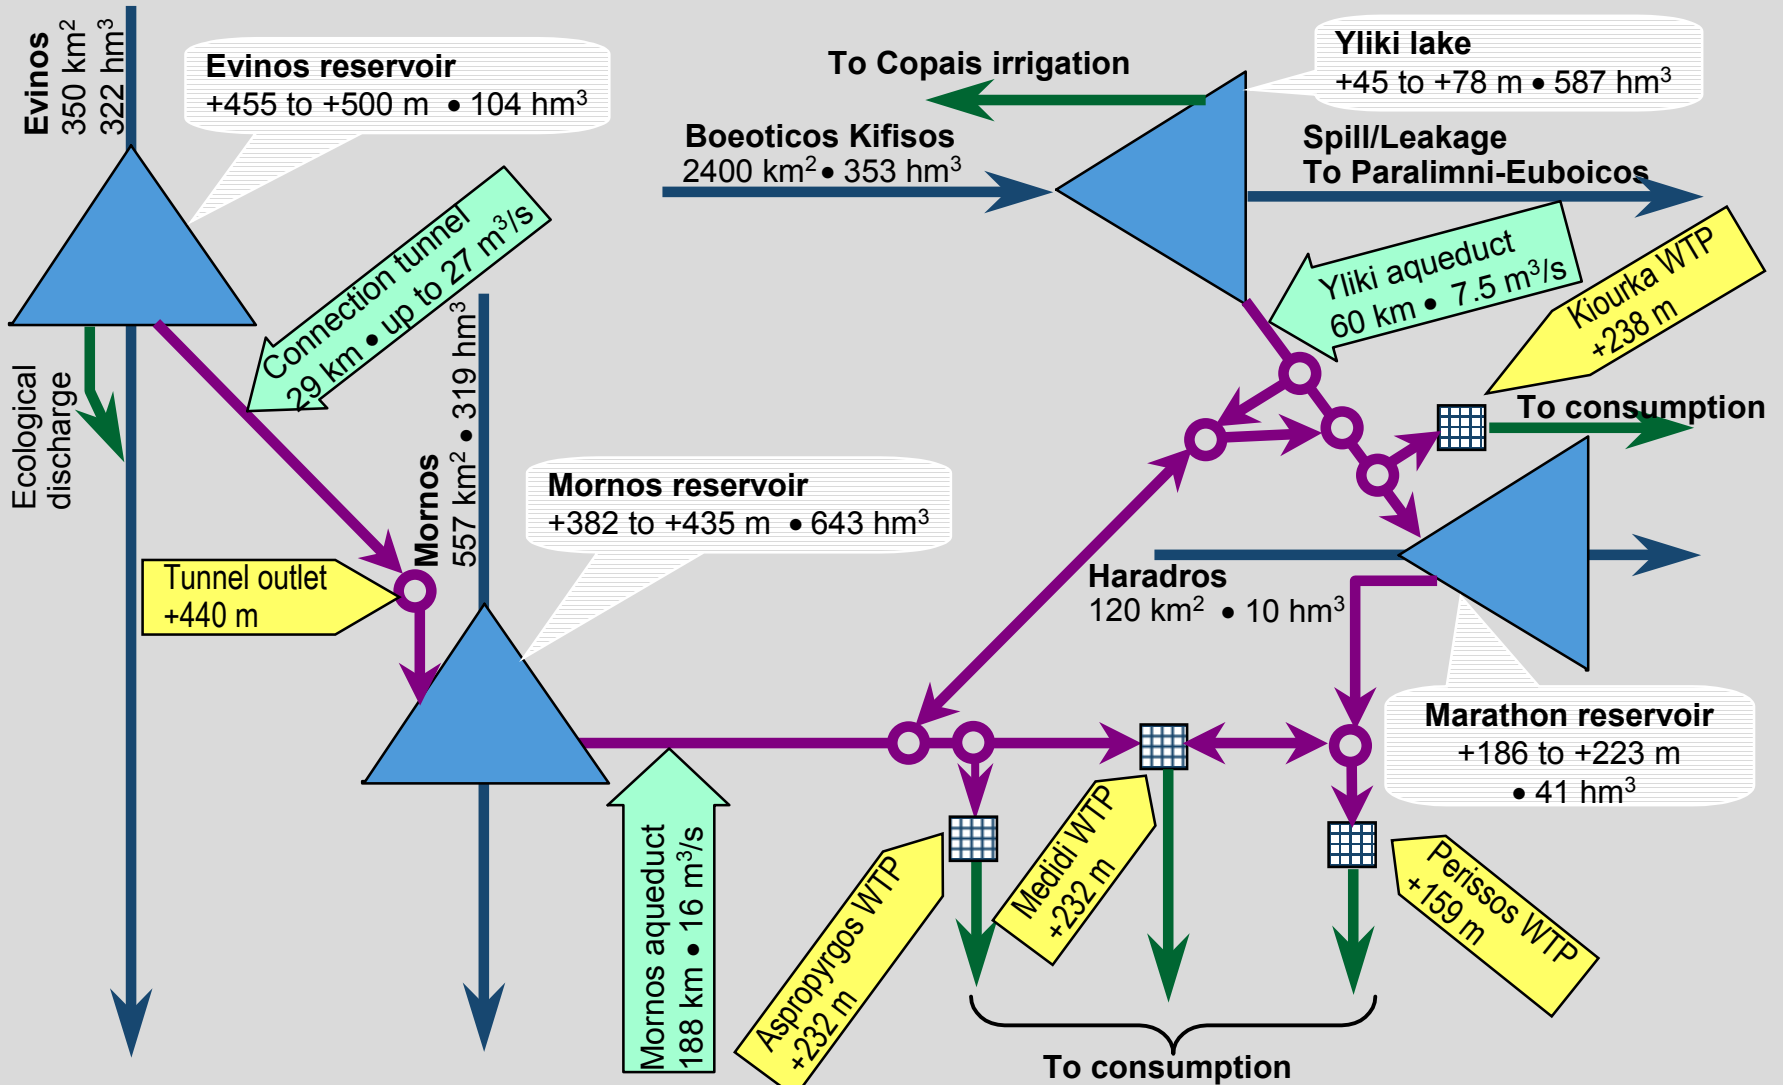 Evinos
350 km²
322 hm³
Evinos reservoir
+455 to +500 m • 104 hm³
To Copais irrigation
Yliki lake
+45 to +78 m • 587 hm³
Boeoticos Kifisos
2400 km² • 353 hm³
Spill/Leakage
To Paralimni-Euboicos
Connection tunnel
29 km • up to 27 m³/s
Yliki aqueduct
60 km • 7.5 m³/s
Kiourka WTP
+238 m
To consumption
Ecological
discharge
Mornos
557 km² • 319 hm³
Mornos reservoir
+382 to +435 m • 643 hm³
Tunnel outlet
+440 m
Haradros
120 km² • 10 hm³
Marathon reservoir
+186 to +223 m
• 41 hm³
Mornos aqueduct
188 km • 16 m³/s
Aspropyrgos WTP
+232 m
Medidi WTP
+232 m
Perissos WTP
+159 m
To consumption